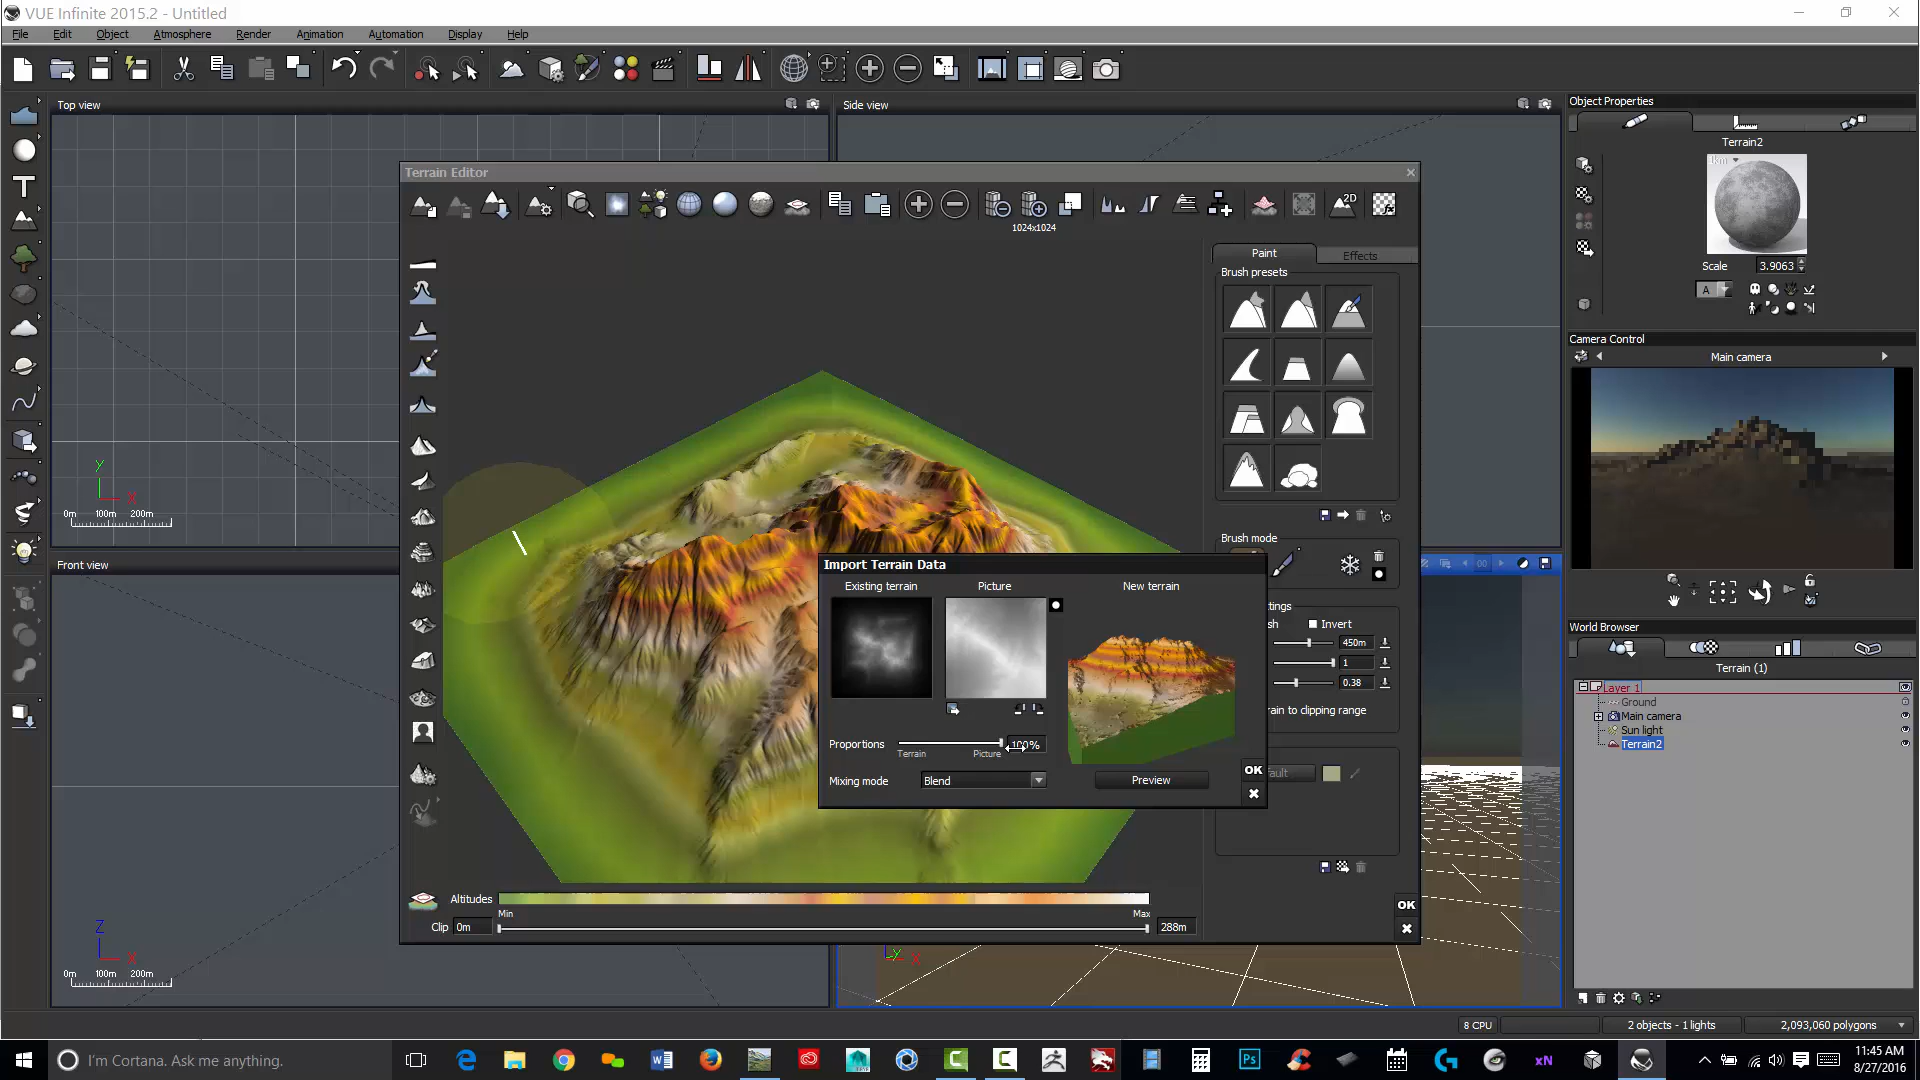 VUE Infinite 2015.2 - Untitled
File Edit Object Atmosphere Render Animation Automation Display Help
Top view
Side view
Object Properties
Terrain2
Scale 3.9063
A
Camera Control
Main camera
World Browser
Terrain (1)
Layer 1
Ground
Main camera
Sun light
Terrain2
Terrain Editor
2D
1024x1024
Paint
Effects
Brush presets
Brush mode
Invert
450m
1
0.38
rain to clipping range
Import Terrain Data
Existing terrain
Picture
New terrain
Proportions
Terrain
Picture
100%
Mixing mode
Blend
Preview
OK
Altitudes
Min
Max
Clip 0m
288m
OK
Y
X
0m 100m 200m
Front view
Z
X
0m 100m 200m
Y
X
8 CPU
2 objects - 1 lights
2,093,060 polygons
I'm Cortana. Ask me anything.
Ps
xN
11:45 AM
8/27/2016